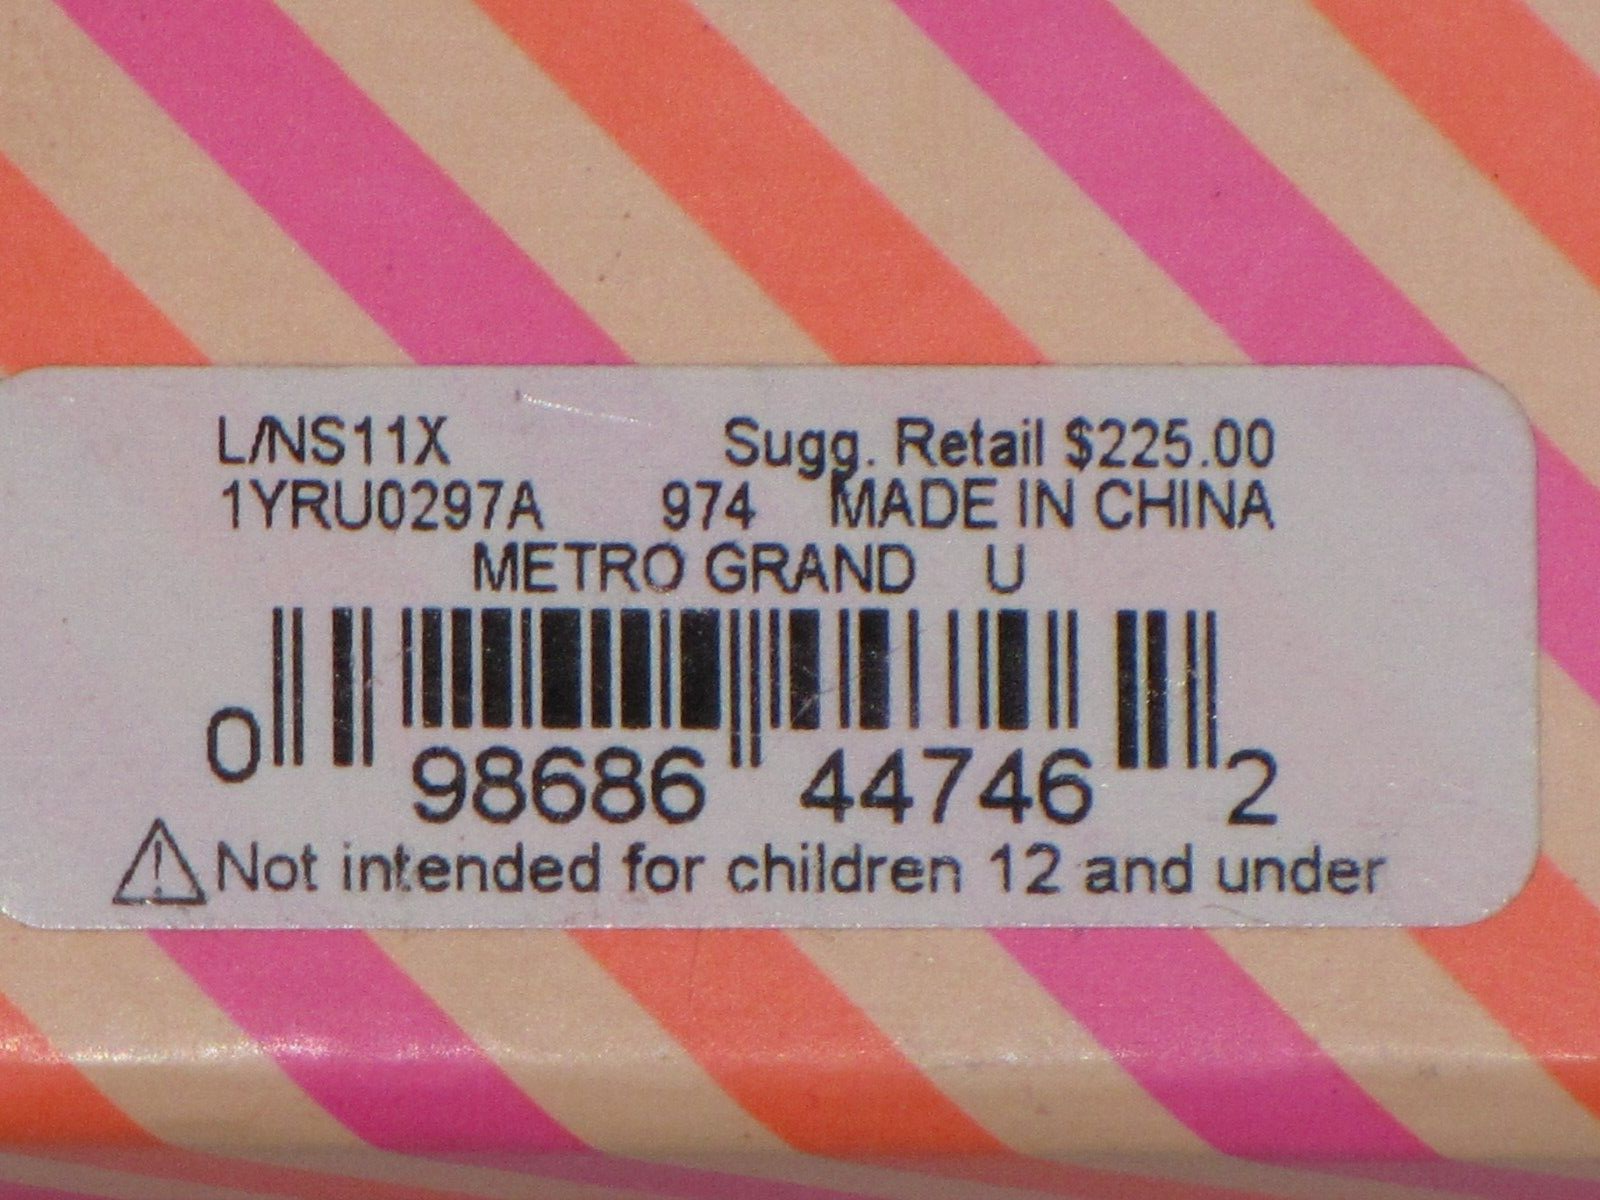 L/NS11X Sugg. Retail $225.00
1YRU0297A 974 MADE IN CHINA
METRO GRAND U
0 98686 44746 2
Not intended for children 12 and under